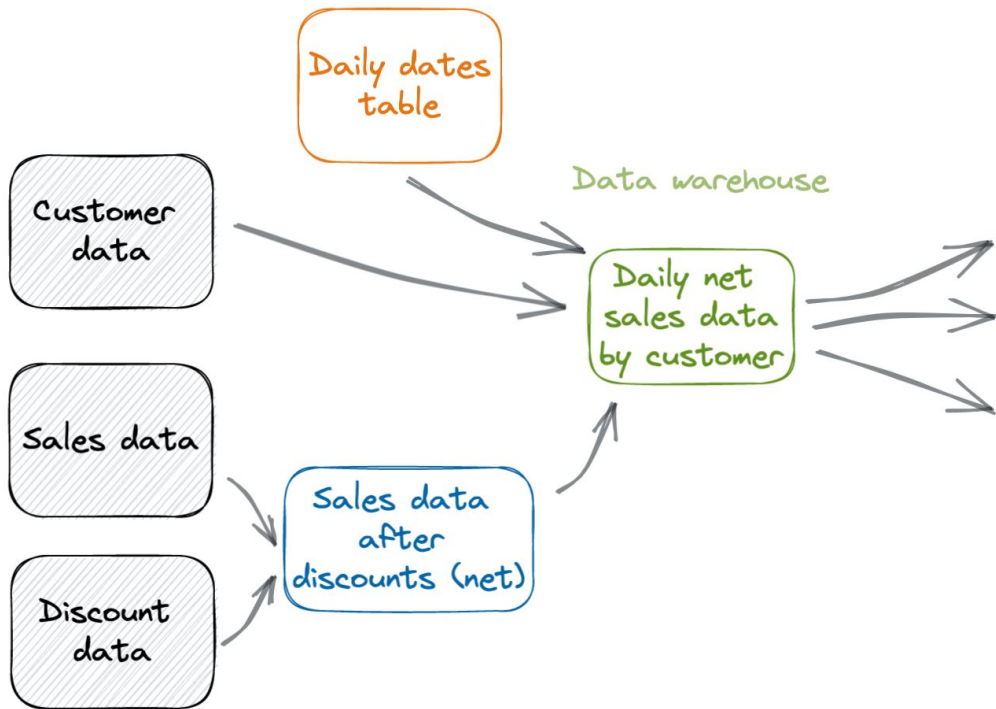 Daily dates
table
Data warehouse
Customer
data
Daily net
sales data
by customer
Sales data
Sales data
after
discounts (net)
Discount
data